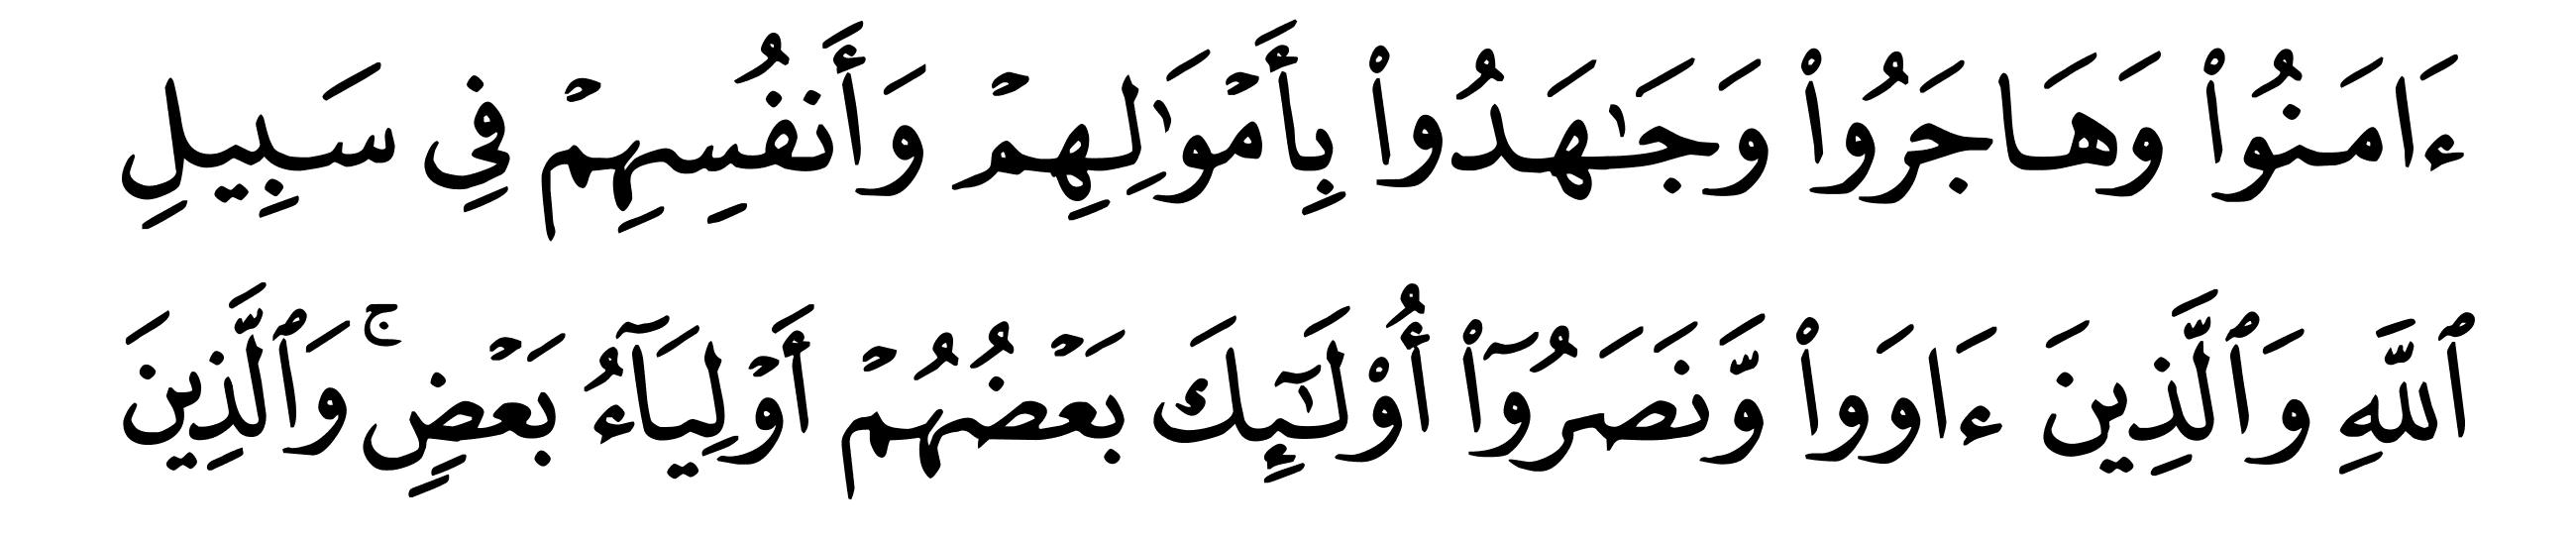 ءَامَنُوا۟ وَهَاجَرُوا۟ وَجَـٰهَدُوا۟ بِأَمْوَٰلِهِمْ وَأَنفُسِهِمْ فِى سَبِيلِ
ٱللَّهِ وَٱلَّذِينَ ءَاوَوا۟ وَّنَصَرُوٓا۟ أُو۟لَـٰٓئِكَ بَعْضُهُمْ أَوْلِيَآءُ بَعْضٍ ۚ وَٱلَّذِينَ